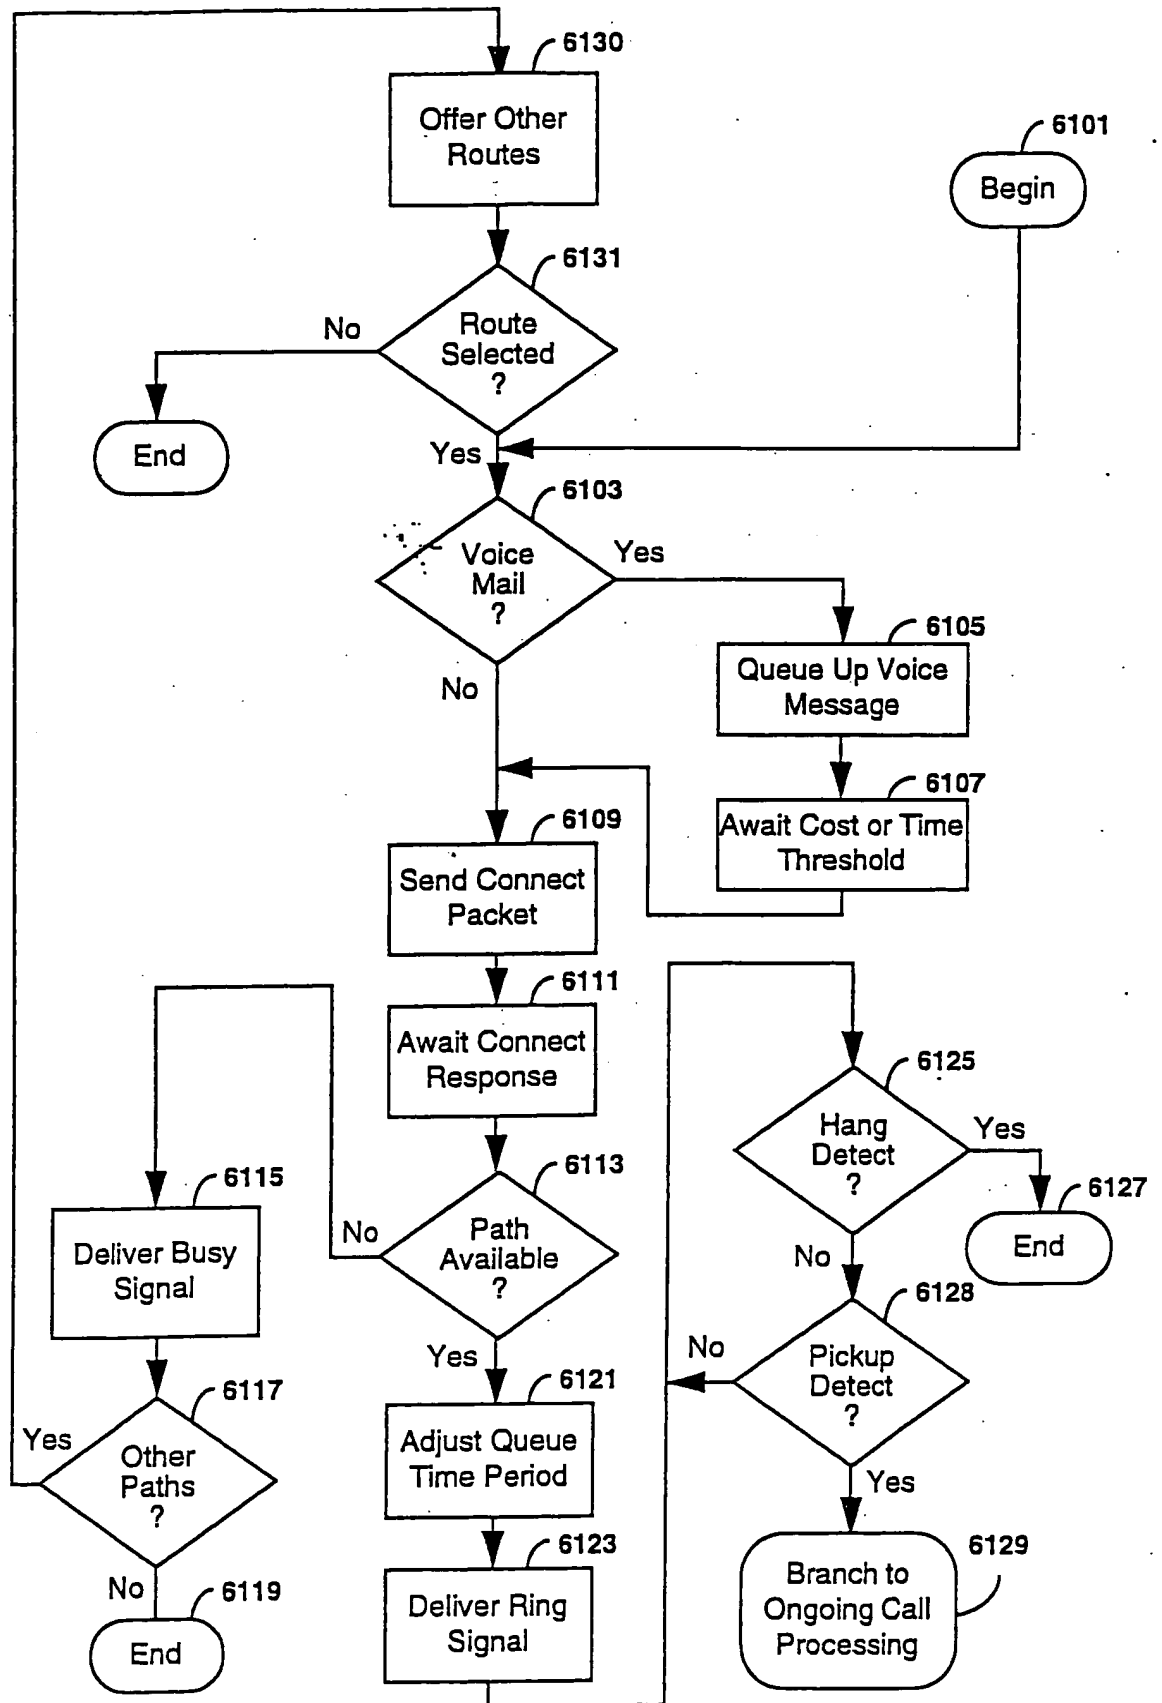 6130
Offer Other
Routes
6101
Begin
6131
Route
Selected
?
No
End
Yes
6103
Voice
Mail
?
Yes
No
6105
Queue Up Voice
Message
6107
Await Cost or Time
Threshold
6109
Send Connect
Packet
6111
Await Connect
Response
6113
Path
Available
?
No
Yes
6115
Deliver Busy
Signal
6117
Other
Paths
?
Yes
No
6119
End
6121
Adjust Queue
Time Period
6123
Deliver Ring
Signal
6125
Hang
Detect
?
Yes
6127
End
No
6128
Pickup
Detect
?
No
Yes
6129
Branch to
Ongoing Call
Processing